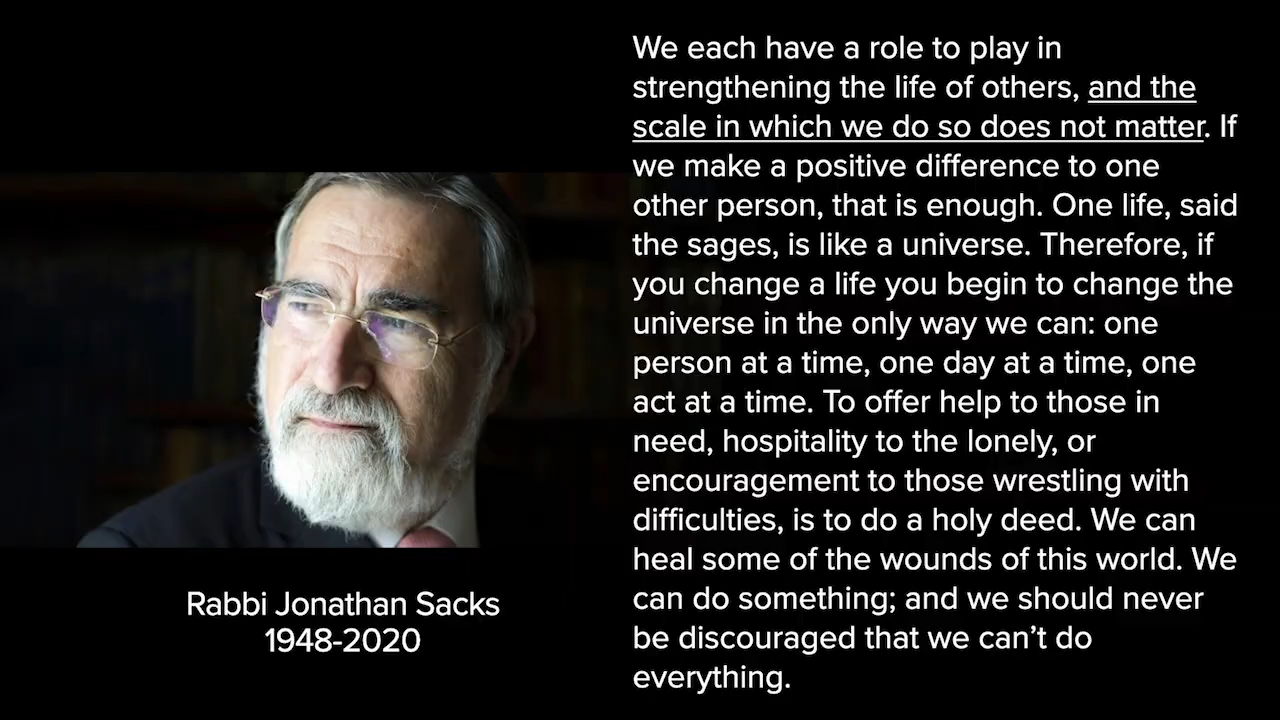 We each have a role to play in
strengthening the life of others, and the
scale in which we do so does not matter. If
we make a positive difference to one
other person, that is enough. One life, said
the sages, is like a universe. Therefore, if
you change a life you begin to change the
universe in the only way we can: one
person at a time, one day at a time, one
act at a time. To offer help to those in
need, hospitality to the lonely, or
encouragement to those wrestling with
difficulties, is to do a holy deed. We can
heal some of the wounds of this world. We
can do something; and we should never
be discouraged that we can’t do
everything.
Rabbi Jonathan Sacks
1948-2020